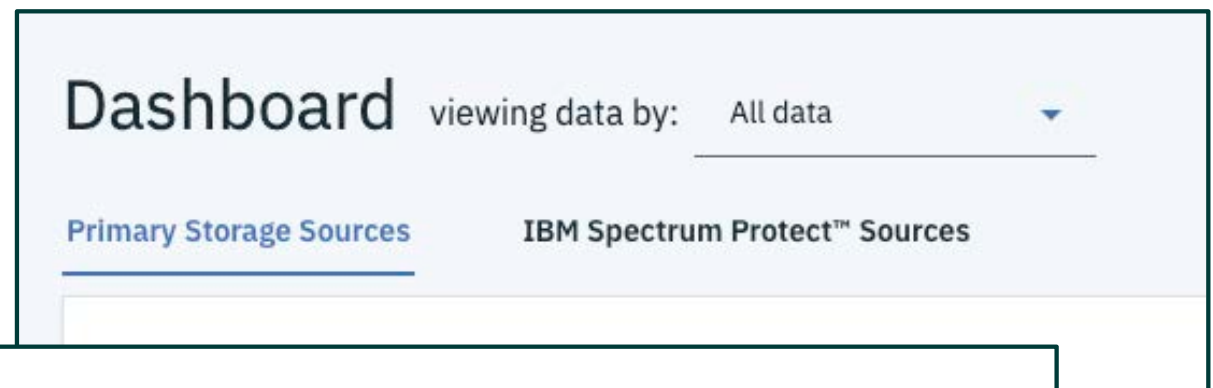 Dashboard viewing data by: All data
Primary Storage Sources IBM Spectrum Protect™ Sources